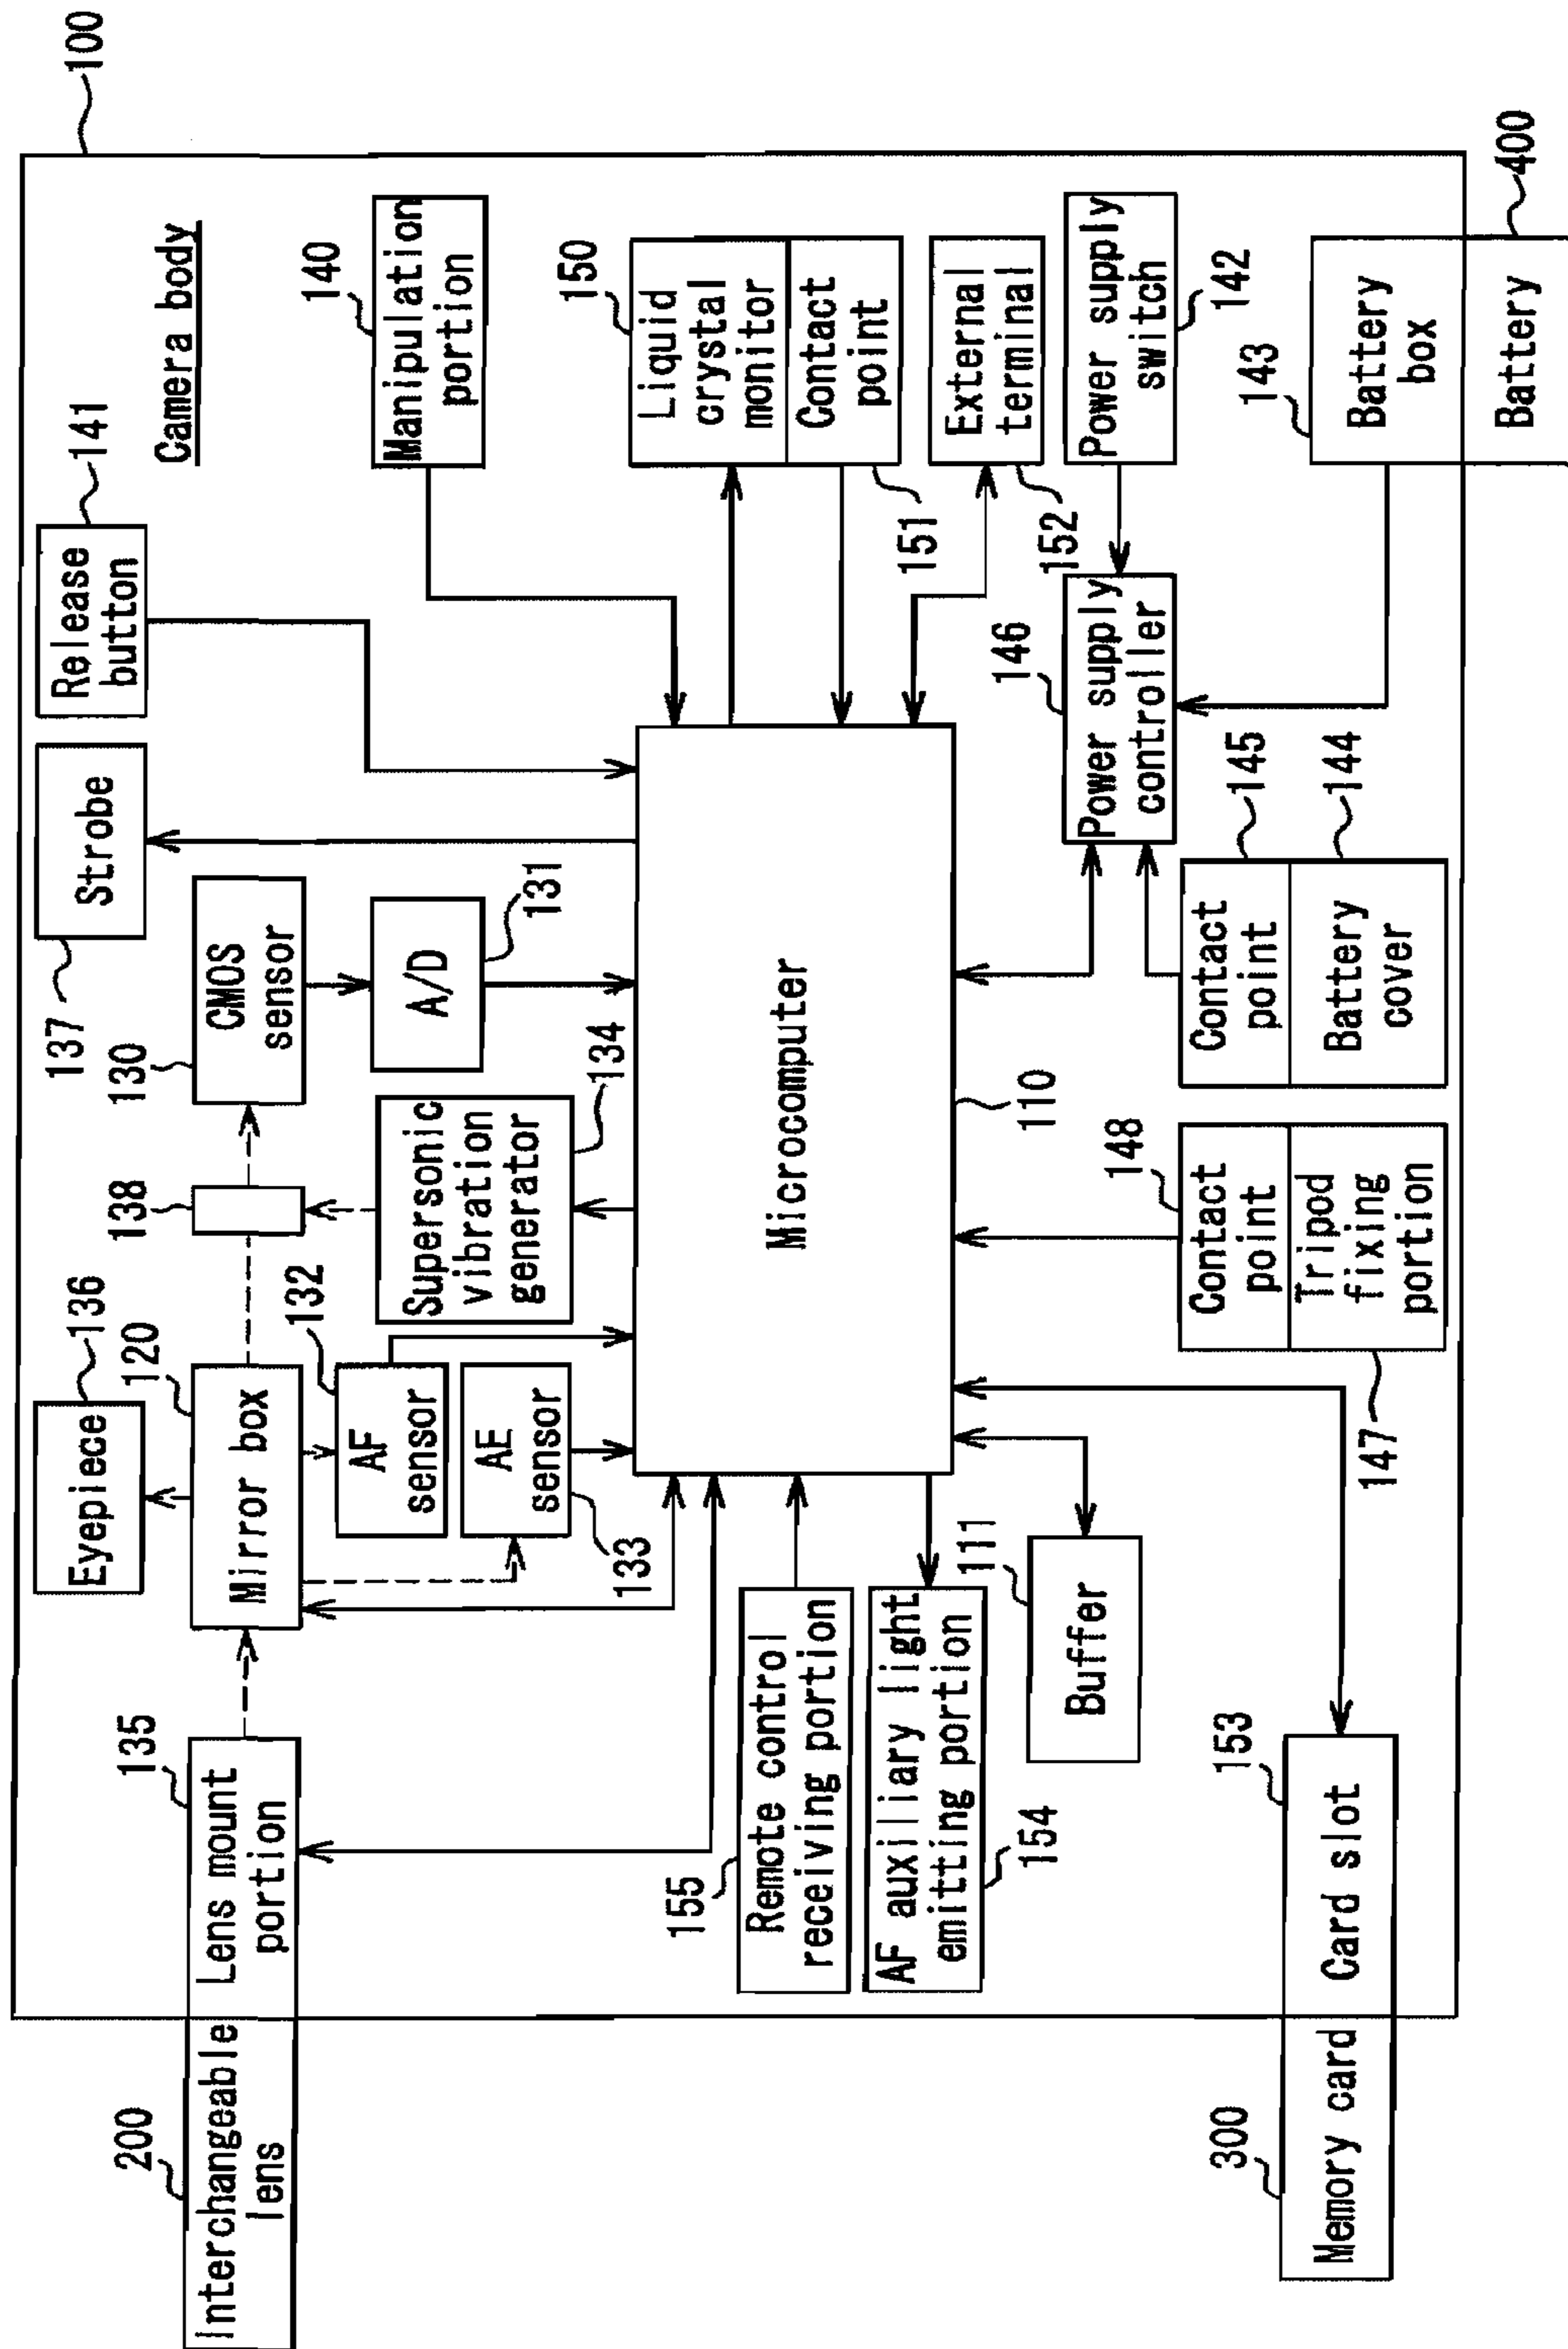 100
Camera body
136
Eyepiece
137
Strobe
141
Release
button
200
Interchangeable
lens
135
Lens mount
portion
120
Mirror box
138
130
CMOS
sensor
132
AF
sensor
133
AE
sensor
134
Supersonic
vibration
generator
131
A/D
140
Manipulation
portion
155
Remote control
receiving portion
154
AF auxiliary light
emitting portion
111
Buffer
Microcomputer
110
150
Liquid
crystal
monitor
Contact
point
151
External
terminal
152
146
Power supply
controller
Power supply
switch
142
300
Memory card
153
Card slot
148
Contact
point
Tripod
fixing
portion
147
145
Contact
point
144
Battery
cover
143
Battery
box
400
Battery